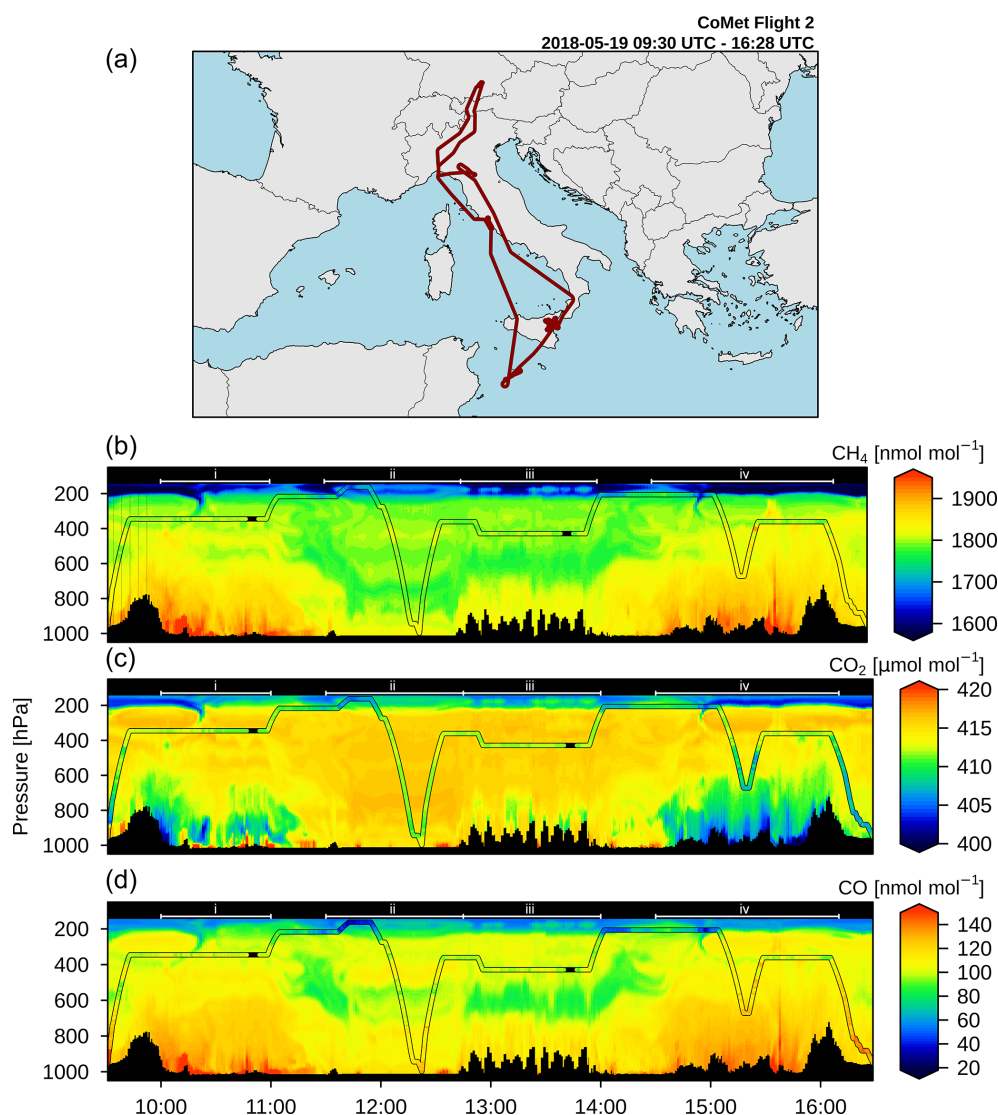 CoMet Flight 2
2018-05-19 09:30 UTC - 16:28 UTC
(a)
(b)
CH₄ [nmol mol⁻¹]
i
ii
iii
iv
200
400
600
800
1000
1900
1800
1700
1600
(c)
CO₂ [µmol mol⁻¹]
i
ii
iii
iv
Pressure [hPa]
200
400
600
800
1000
420
415
410
405
400
(d)
CO [nmol mol⁻¹]
i
ii
iii
iv
200
400
600
800
1000
140
120
100
80
60
40
20
10:00 11:00 12:00 13:00 14:00 15:00 16:00